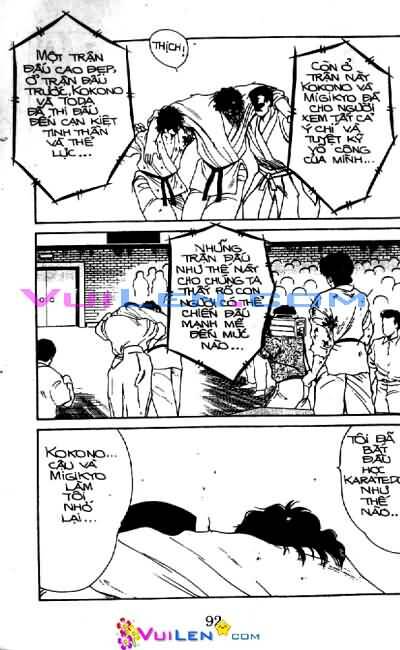 MỘT TRẬN
ĐẤU CAO ĐẸP,
Ở TRẬN ĐẤU
TRƯỚC, KOKONO
VÀ TODA
ĐÃ THI ĐẤU
ĐẾN CẠN KIỆT
TINH THẦN
VÀ THỂ
LỰC...
THÍCH!
CÒN Ở
TRẬN NÀY
KOKONO VÀ
MIGIKYO ĐÃ
CHO NGƯỜI
XEM TẤT CẢ
Ý CHÍ VÀ
TUYỆT KỸ
VÕ CÔNG
CỦA MÌNH...
NHỮNG
TRẬN ĐẤU
NHƯ THẾ NÀY
CHO CHÚNG TA
THẤY RÕ CON
NGƯỜI CÓ THỂ
CHIẾN ĐẤU
MẠNH MẼ
ĐẾN MỨC
NÀO...
VUILEN.COM
KOKONO...
CẬU VÀ
MIGIKYO
LÀM
TÔI
NHỚ
LẠI...
TÔI ĐÃ
BẮT
ĐẦU
HỌC
KARATEDO
NHƯ
THẾ
NÀO...
92
VUILEN.COM